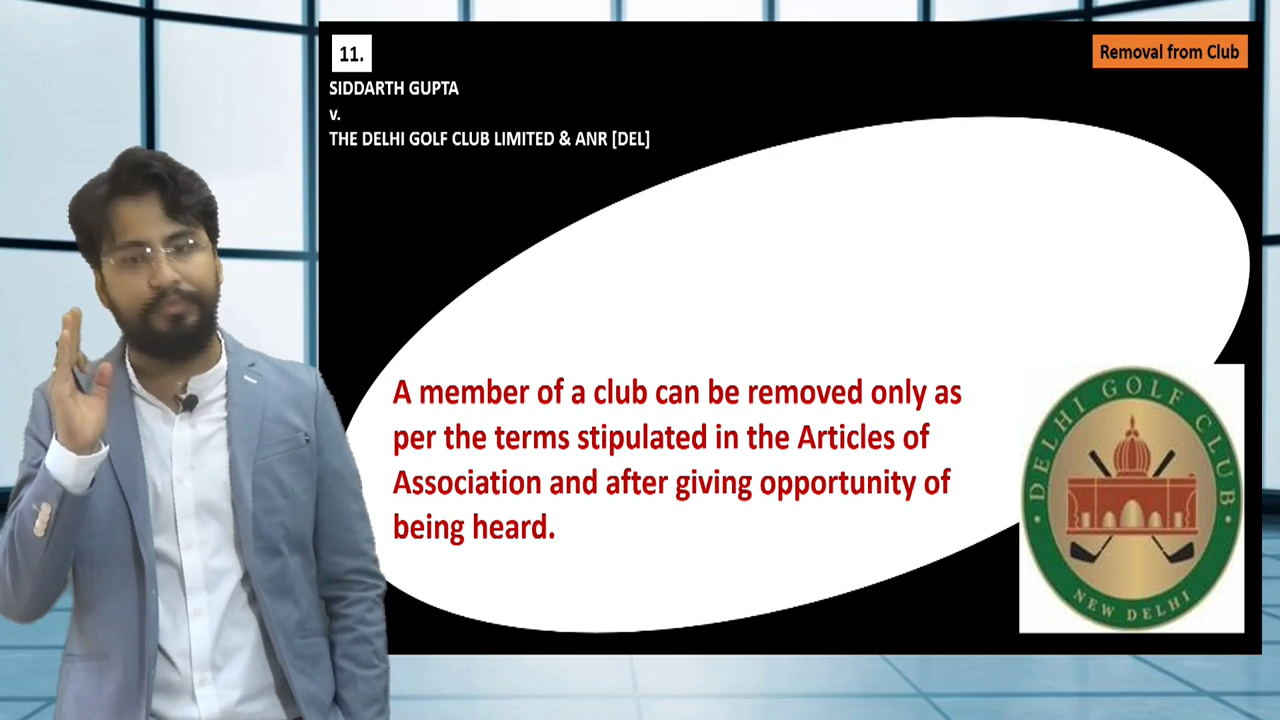 11.
Removal from Club
SIDDARTH GUPTA
v.
THE DELHI GOLF CLUB LIMITED & ANR [DEL]
A member of a club can be removed only as
per the terms stipulated in the Articles of
Association and after giving opportunity of
being heard.
DELHI GOLF CLUB
NEW DELHI